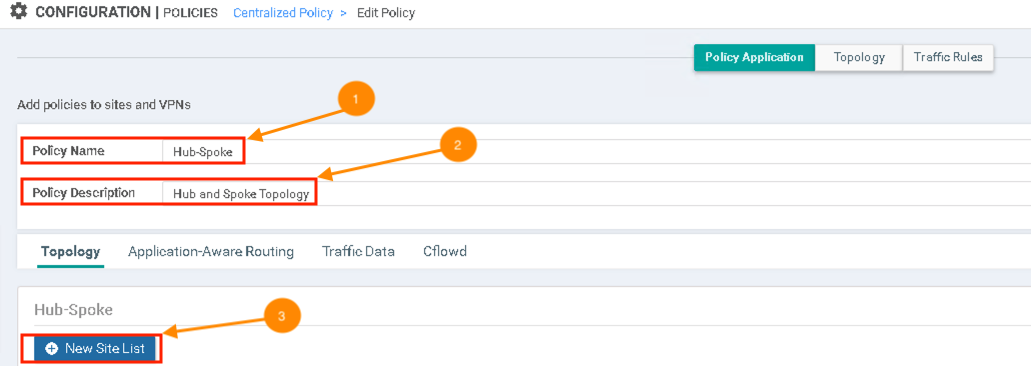 CONFIGURATION | POLICIES Centralized Policy > Edit Policy
Policy Application Topology Traffic Rules
Add policies to sites and VPNs
1
Policy Name Hub-Spoke
2
Policy Description Hub and Spoke Topology
Topology Application-Aware Routing Traffic Data Cflowd
Hub-Spoke
3
New Site List